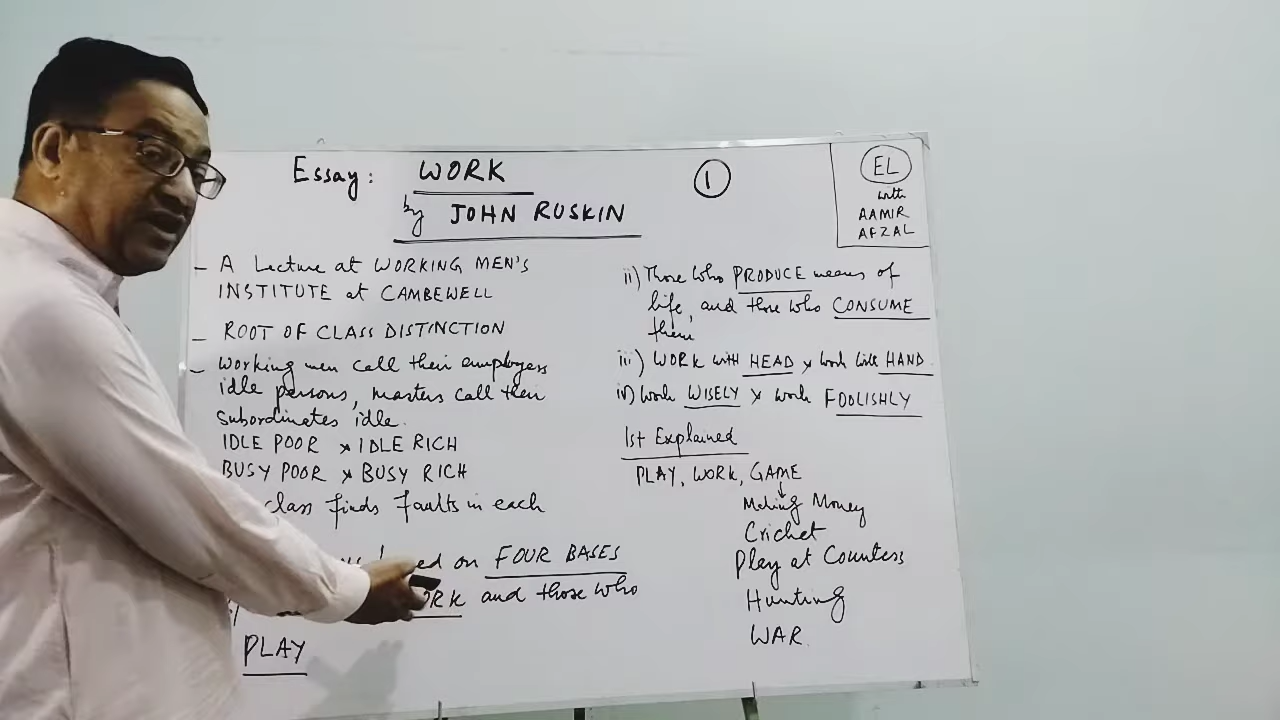 Essay: WORK
by JOHN RUSKIN
1
EL
with
AAMIR
AFZAL
- A Lecture at WORKING MEN'S
INSTITUTE at CAMBEWELL
- ROOT OF CLASS DISTINCTION
- Working men call their employers
idle persons, masters call their
subordinates idle.
IDLE POOR x IDLE RICH
BUSY POOR x BUSY RICH
class finds faults in each
on FOUR BASES
and those who
PLAY
ii) Those who PRODUCE means of
life, and those who CONSUME
them
iii) WORK with HEAD x work with HAND
iv) Work WISELY x work FOOLISHLY
1st Explained
PLAY, WORK, GAME
↓
Making Money
Cricket
Play at Countess
Hunting
WAR.